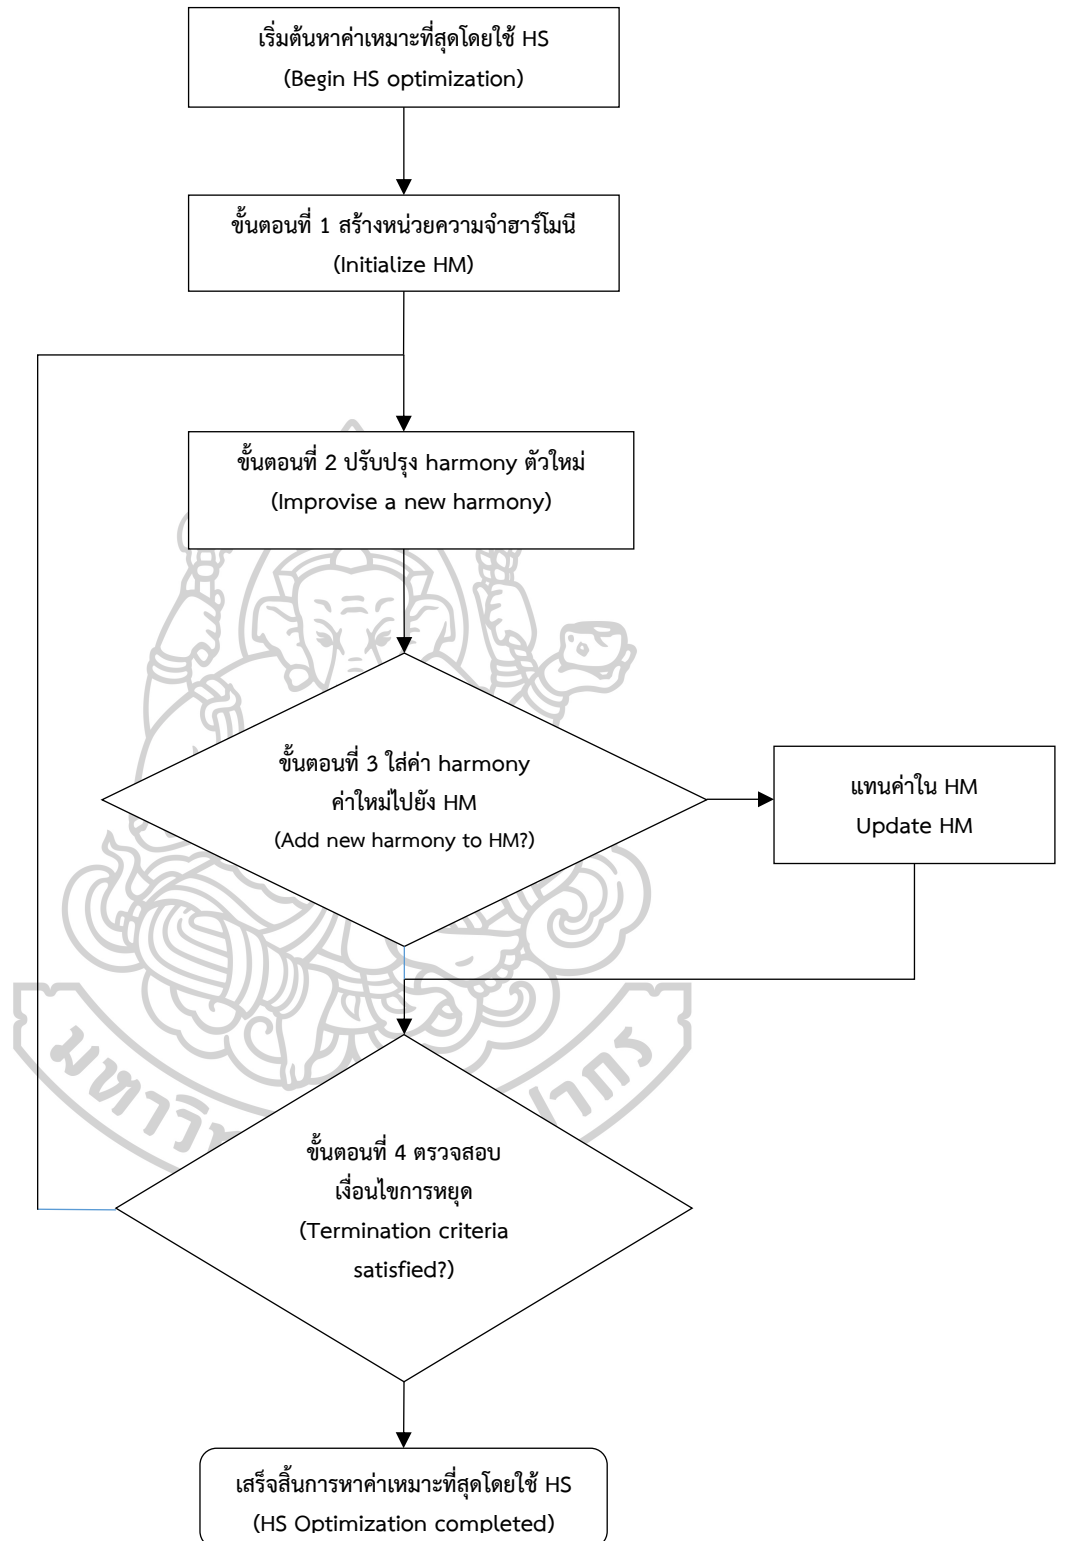 เริ่มต้นหาค่าเหมาะที่สุดโดยใช้ HS
(Begin HS optimization)
ขั้นตอนที่ 1 สร้างหน่วยความจำฮาร์โมนี
(Initialize HM)
ขั้นตอนที่ 2 ปรับปรุง harmony ตัวใหม่
(Improvise a new harmony)
ขั้นตอนที่ 3 ใส่ค่า harmony
ค่าใหม่ไปยัง HM
(Add new harmony to HM?)
แทนค่าใน HM
Update HM
ขั้นตอนที่ 4 ตรวจสอบ
เงื่อนไขการหยุด
(Termination criteria
satisfied?)
เสร็จสิ้นการหาค่าเหมาะที่สุดโดยใช้ HS
(HS Optimization completed)